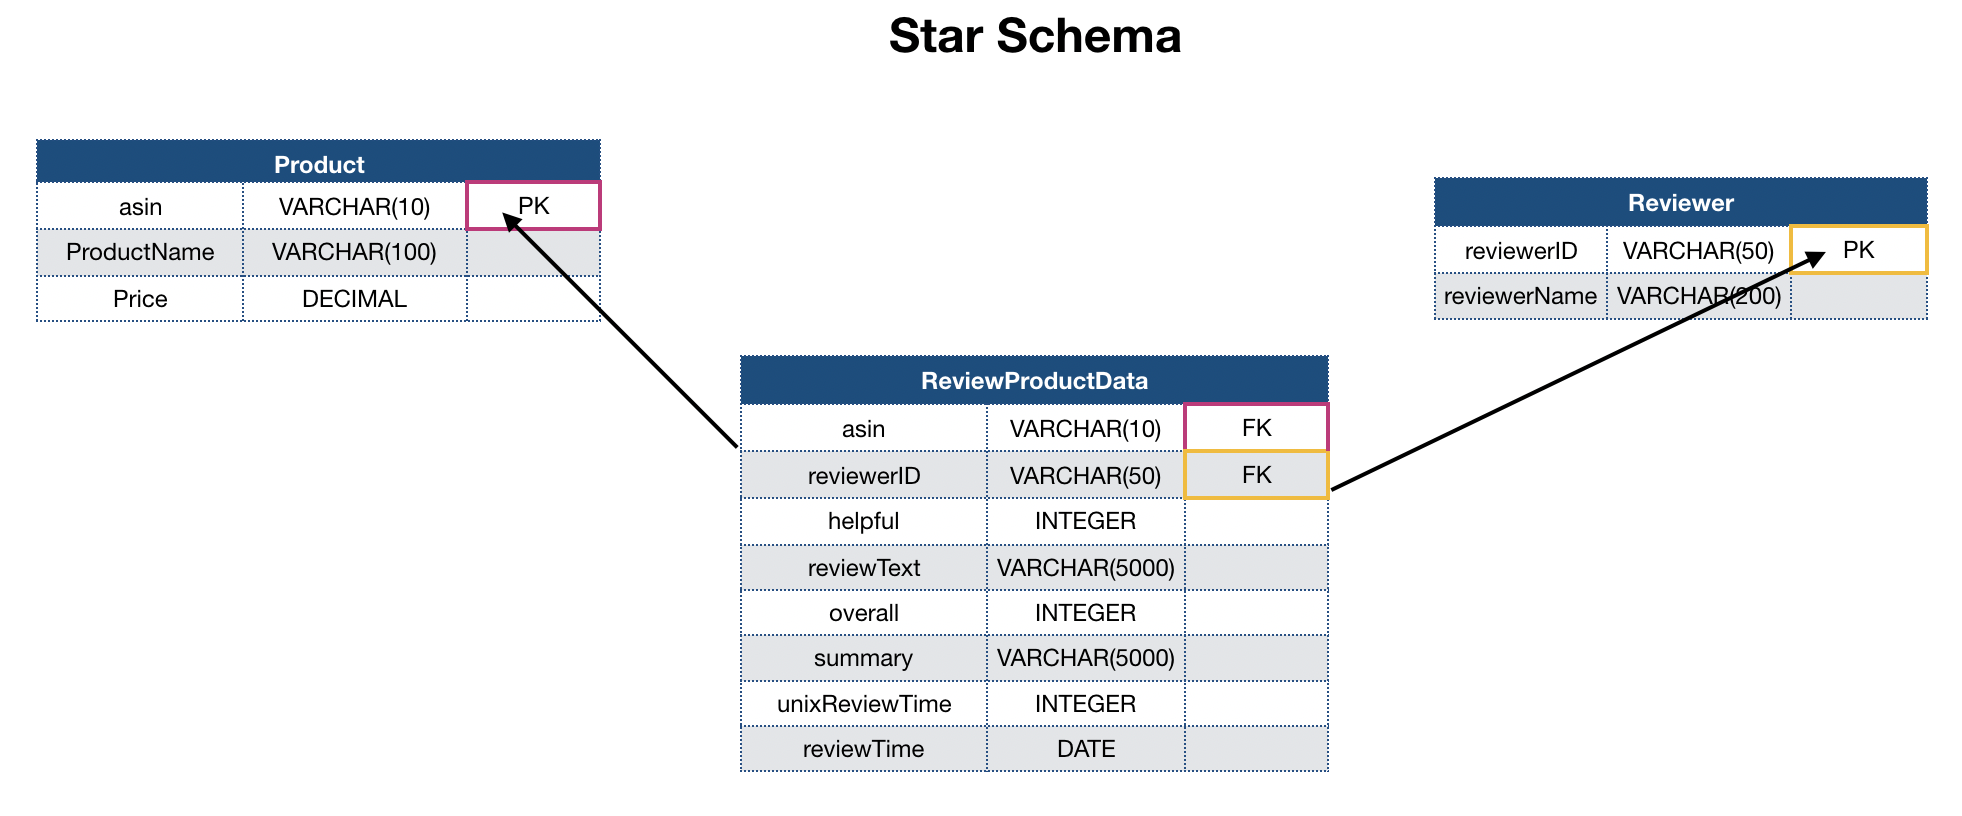 Star Schema
Product
asin VARCHAR(10) PK
ProductName VARCHAR(100)
Price DECIMAL
Reviewer
reviewerID VARCHAR(50) PK
reviewerName VARCHAR(200)
ReviewProductData
asin VARCHAR(10) FK
reviewerID VARCHAR(50) FK
helpful INTEGER
reviewText VARCHAR(5000)
overall INTEGER
summary VARCHAR(5000)
unixReviewTime INTEGER
reviewTime DATE